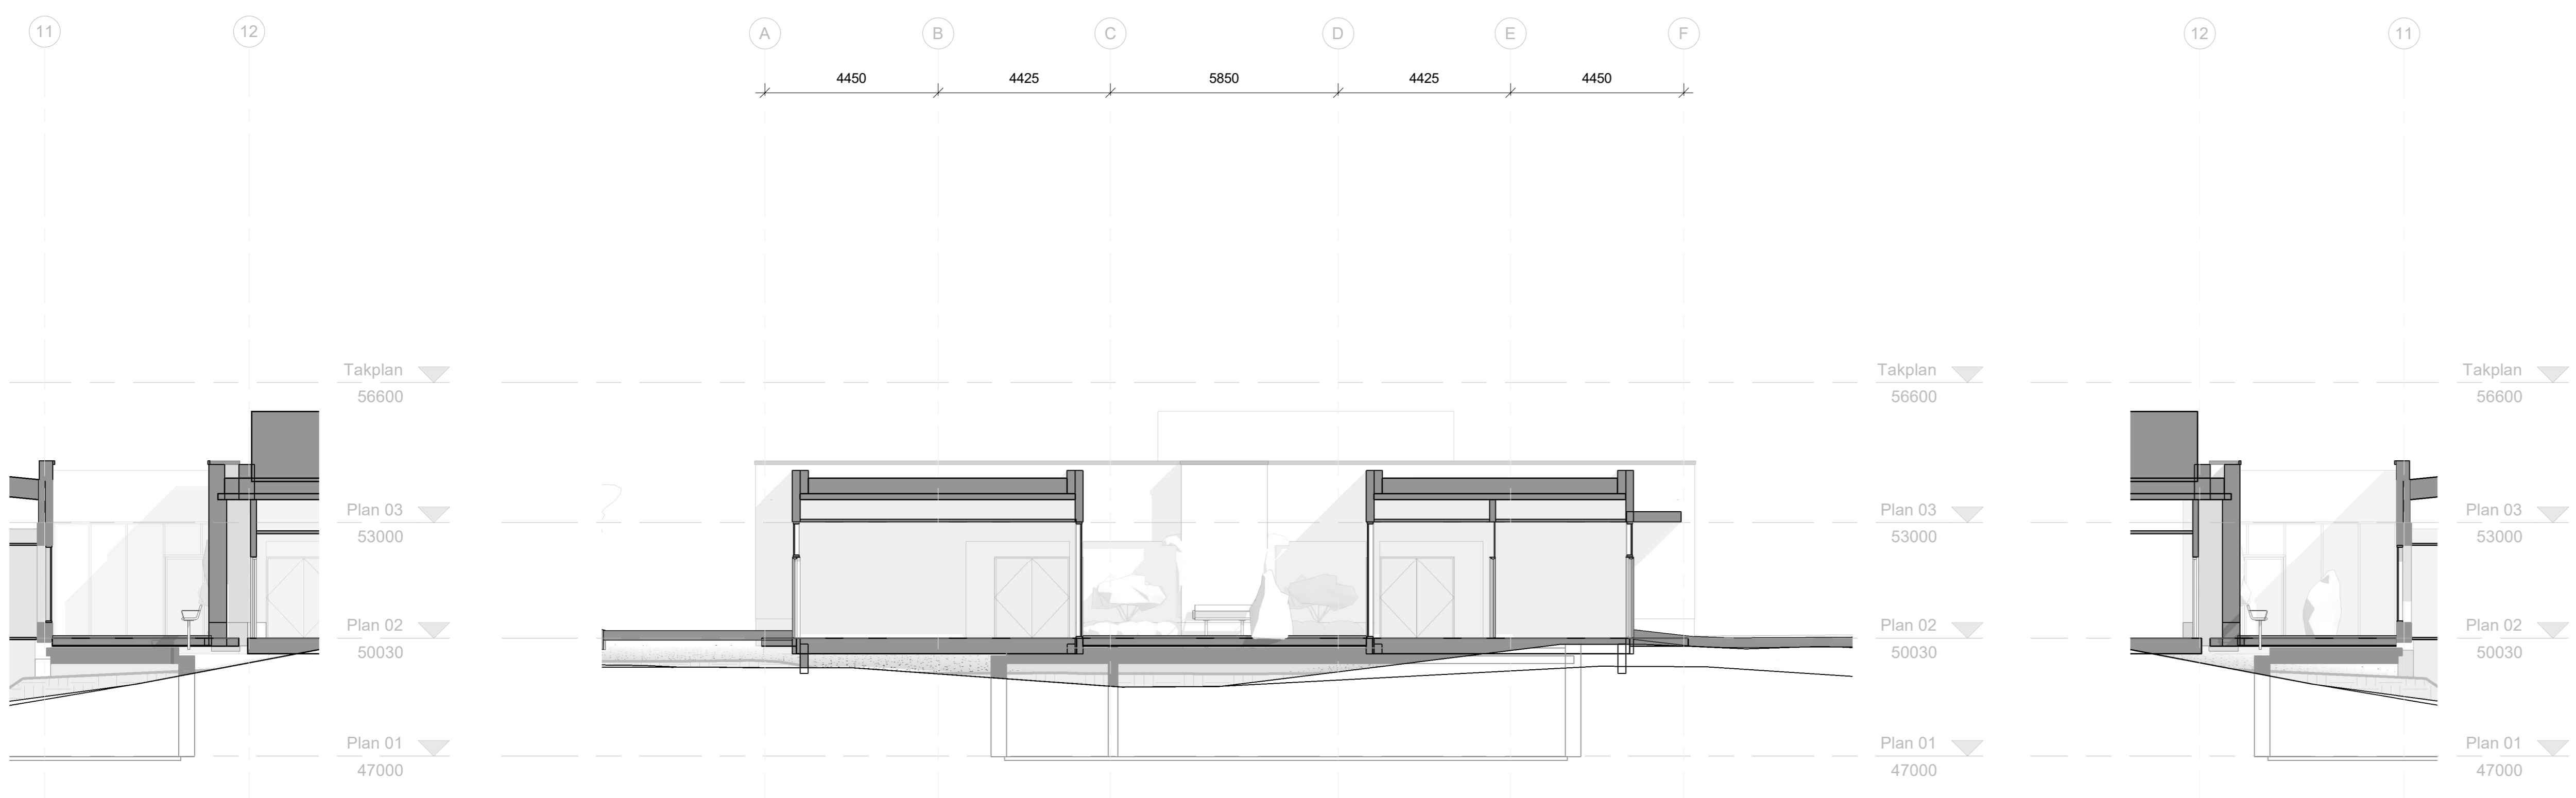 11 12 A B C D E F 12 11
4450 4425 5850 4425 4450
Takplan Takplan Takplan
56600 56600 56600
Plan 03 Plan 03 Plan 03
53000 53000 53000
Plan 02 Plan 02 Plan 02
50030 50030 50030
Plan 01 Plan 01 Plan 01
47000 47000 47000